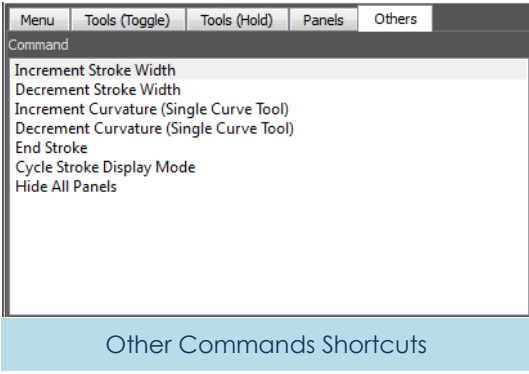 Menu Tools (Toggle) Tools (Hold) Panels Others
Command
Increment Stroke Width
Decrement Stroke Width
Increment Curvature (Single Curve Tool)
Decrement Curvature (Single Curve Tool)
End Stroke
Cycle Stroke Display Mode
Hide All Panels
Other Commands Shortcuts